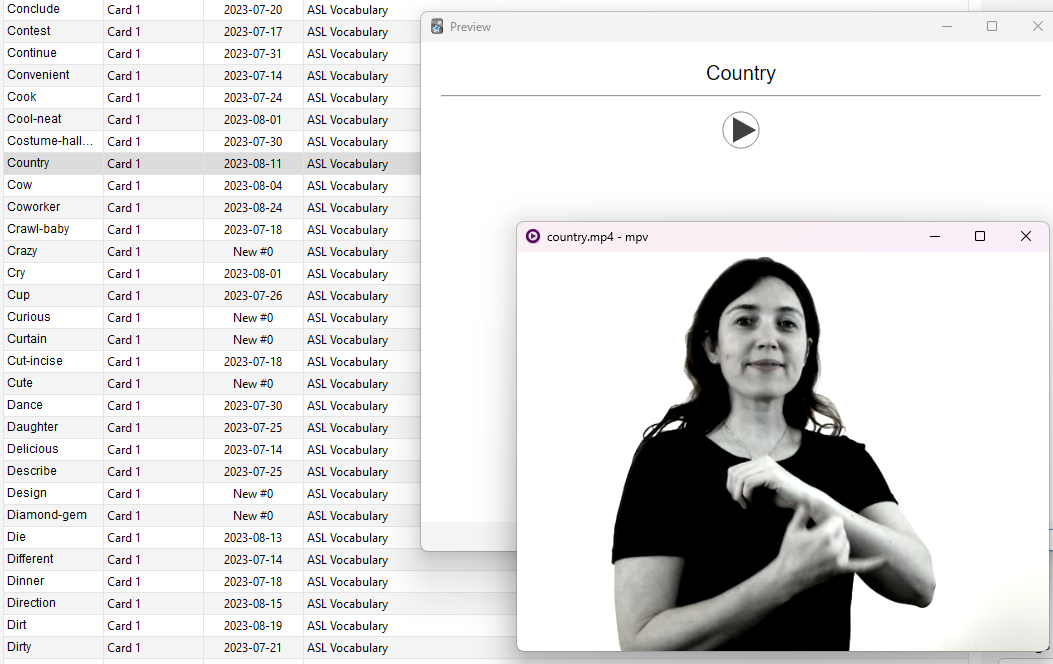 Conclude Card 1 2023-07-20 ASL Vocabulary
Contest Card 1 2023-07-17 ASL Vocabulary
Continue Card 1 2023-07-31 ASL Vocabulary
Convenient Card 1 2023-07-14 ASL Vocabulary
Cook Card 1 2023-07-24 ASL Vocabulary
Cool-neat Card 1 2023-08-01 ASL Vocabulary
Costume-hall... Card 1 2023-07-30 ASL Vocabulary
Country Card 1 2023-08-11 ASL Vocabulary
Cow Card 1 2023-08-04 ASL Vocabulary
Coworker Card 1 2023-08-24 ASL Vocabulary
Crawl-baby Card 1 2023-07-18 ASL Vocabulary
Crazy Card 1 New #0 ASL Vocabulary
Cry Card 1 2023-08-01 ASL Vocabulary
Cup Card 1 2023-07-26 ASL Vocabulary
Curious Card 1 New #0 ASL Vocabulary
Curtain Card 1 New #0 ASL Vocabulary
Cut-incise Card 1 2023-07-18 ASL Vocabulary
Cute Card 1 New #0 ASL Vocabulary
Dance Card 1 2023-07-30 ASL Vocabulary
Daughter Card 1 2023-07-25 ASL Vocabulary
Delicious Card 1 2023-07-14 ASL Vocabulary
Describe Card 1 2023-07-25 ASL Vocabulary
Design Card 1 New #0 ASL Vocabulary
Diamond-gem Card 1 New #0 ASL Vocabulary
Die Card 1 2023-08-13 ASL Vocabulary
Different Card 1 2023-07-14 ASL Vocabulary
Dinner Card 1 2023-07-18 ASL Vocabulary
Direction Card 1 2023-08-15 ASL Vocabulary
Dirt Card 1 2023-08-19 ASL Vocabulary
Dirty Card 1 2023-07-21 ASL Vocabulary
Preview
Country
country.mp4 - mpv